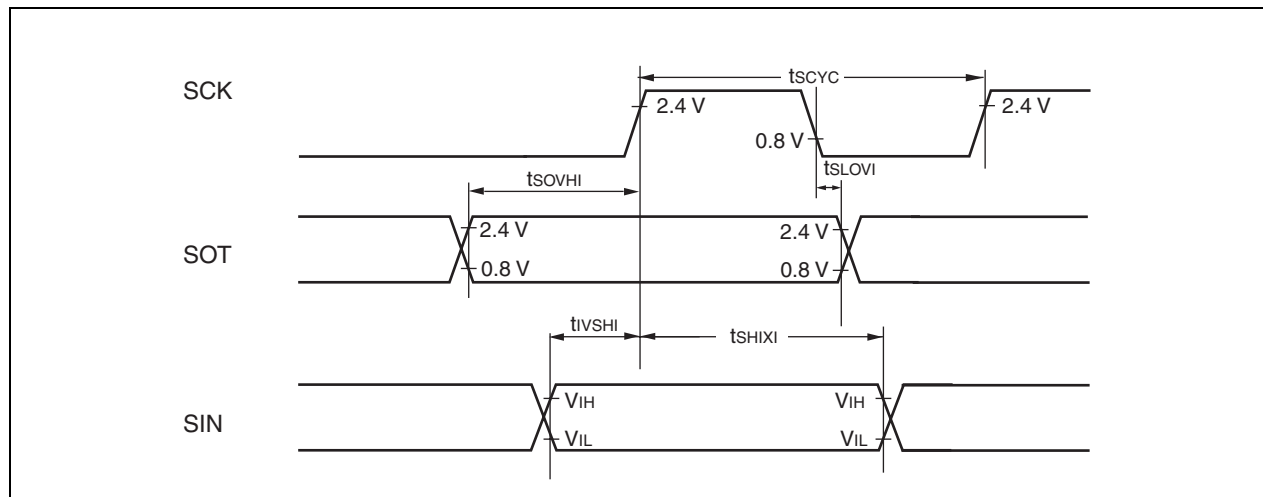 tSCYC
SCK
2.4 V
2.4 V
0.8 V
tSLOVI
tSOVHI
SOT
2.4 V
2.4 V
0.8 V
0.8 V
tIVSHI
tSHIXI
SIN
VIH
VIH
VIL
VIL